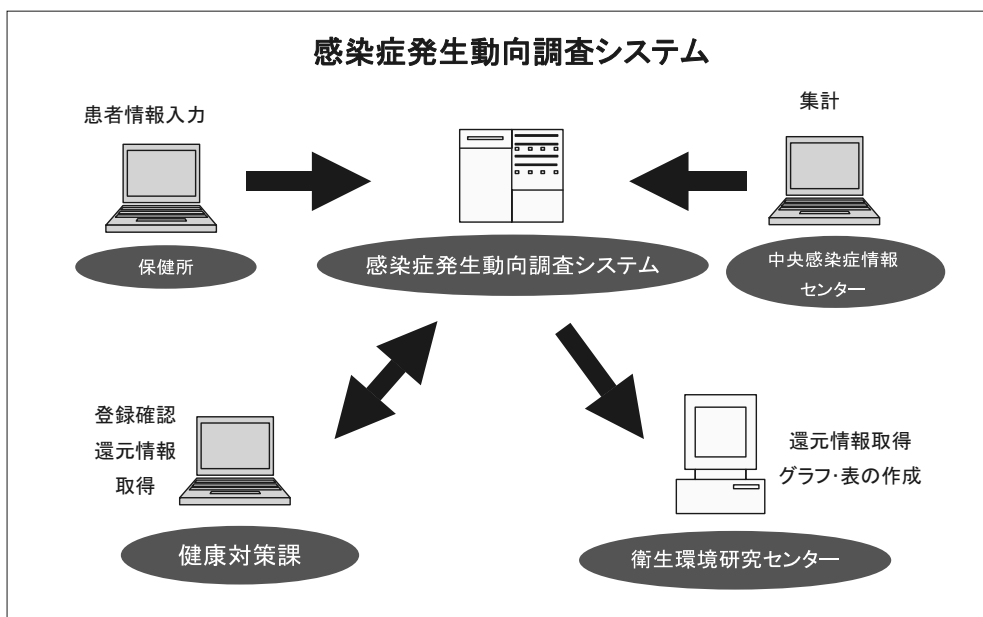 感染症発生動向調査システム
患者情報入力
集計
保健所
感染症発生動向調査システム
中央感染症情報
センター
登録確認
還元情報
取得
還元情報取得
グラフ・表の作成
健康対策課
衛生環境研究センター